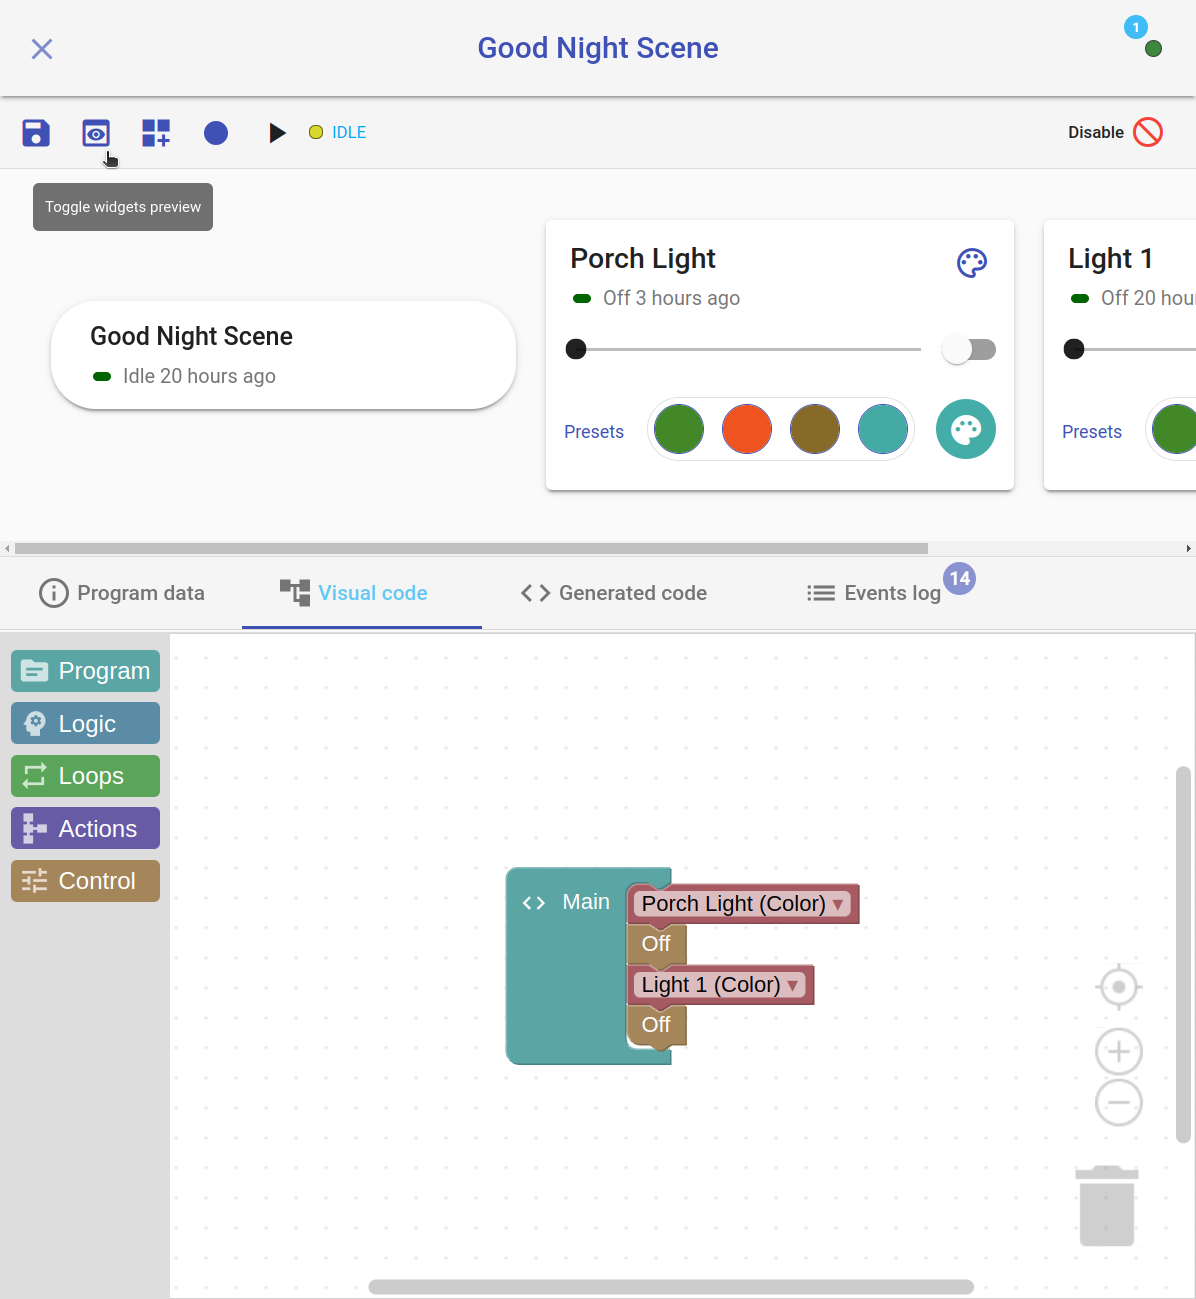 Good Night Scene
1
IDLE
Disable
Toggle widgets preview
Good Night Scene
Idle 20 hours ago
Porch Light
Off 3 hours ago
Presets
Light 1
Off 20 hou
Presets
Program data
Visual code
Generated code
Events log
14
Program
Logic
Loops
Actions
Control
Main
Porch Light (Color)
Off
Light 1 (Color)
Off